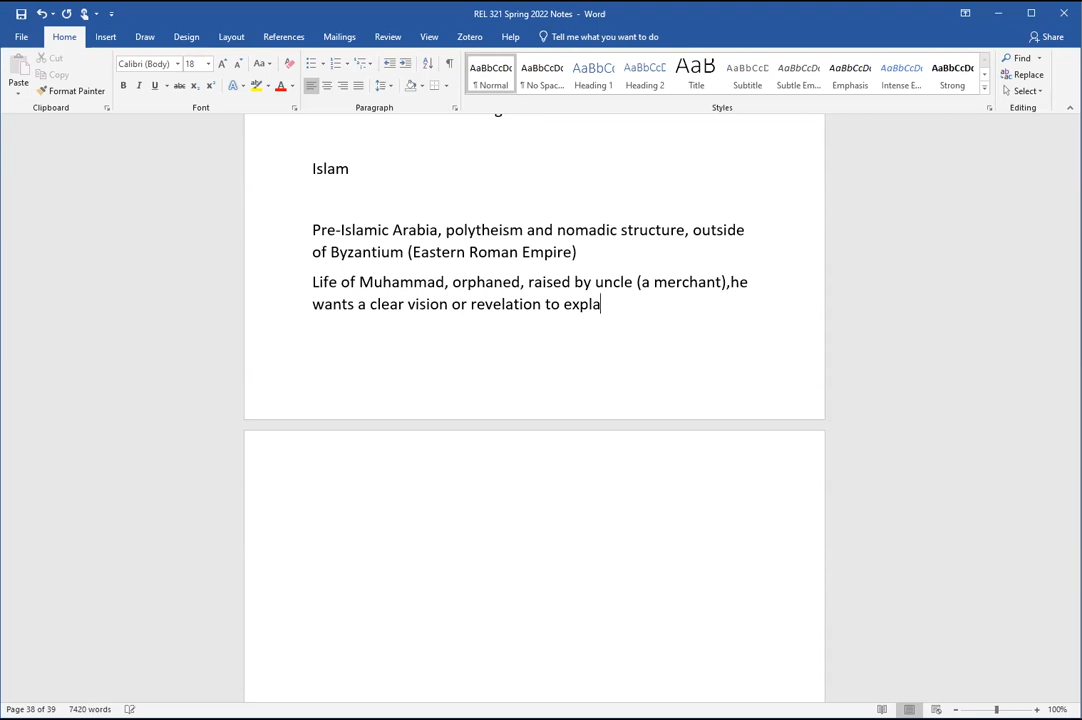 REL 321 Spring 2022 Notes - Word
File Home Insert Draw Design Layout References Mailings Review View Zotero Help Tell me what you want to do Share
Paste Cut Copy Format Painter
Calibri (Body) 18 Aa
B I U abc X₂ X² A A
AaBbCcDc AaBbCcDc AaBbCc AaBbCcC AaB AaBbCcD AaBbCcDc AaBbCcDc AaBbCcDc AaBbCcDc
¶ Normal ¶ No Spac... Heading 1 Heading 2 Title Subtitle Subtle Em... Emphasis Intense E... Strong
Find Replace Select
Clipboard Font Paragraph Styles Editing
Islam
Pre-Islamic Arabia, polytheism and nomadic structure, outside
of Byzantium (Eastern Roman Empire)
Life of Muhammad, orphaned, raised by uncle (a merchant),he
wants a clear vision or revelation to expla
Page 38 of 39 7420 words 100%